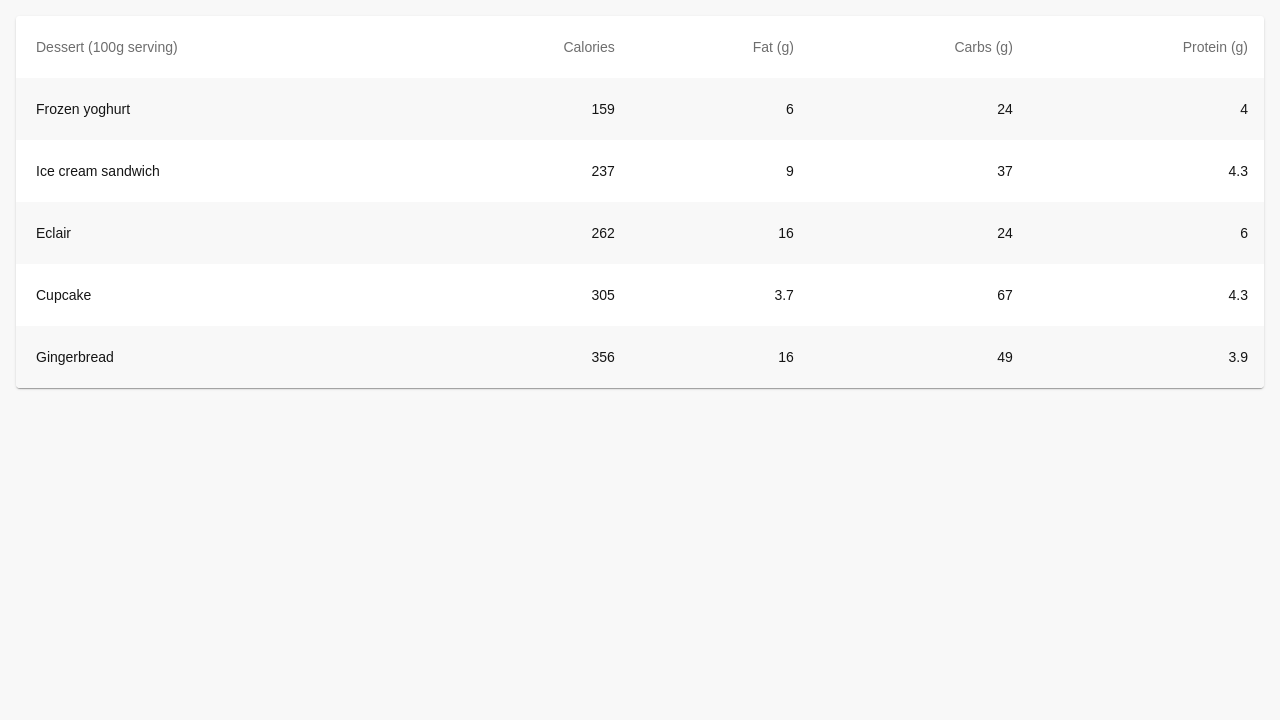 Dessert (100g serving) Calories Fat (g) Carbs (g) Protein (g)
Frozen yoghurt 159 6 24 4
Ice cream sandwich 237 9 37 4.3
Eclair 262 16 24 6
Cupcake 305 3.7 67 4.3
Gingerbread 356 16 49 3.9